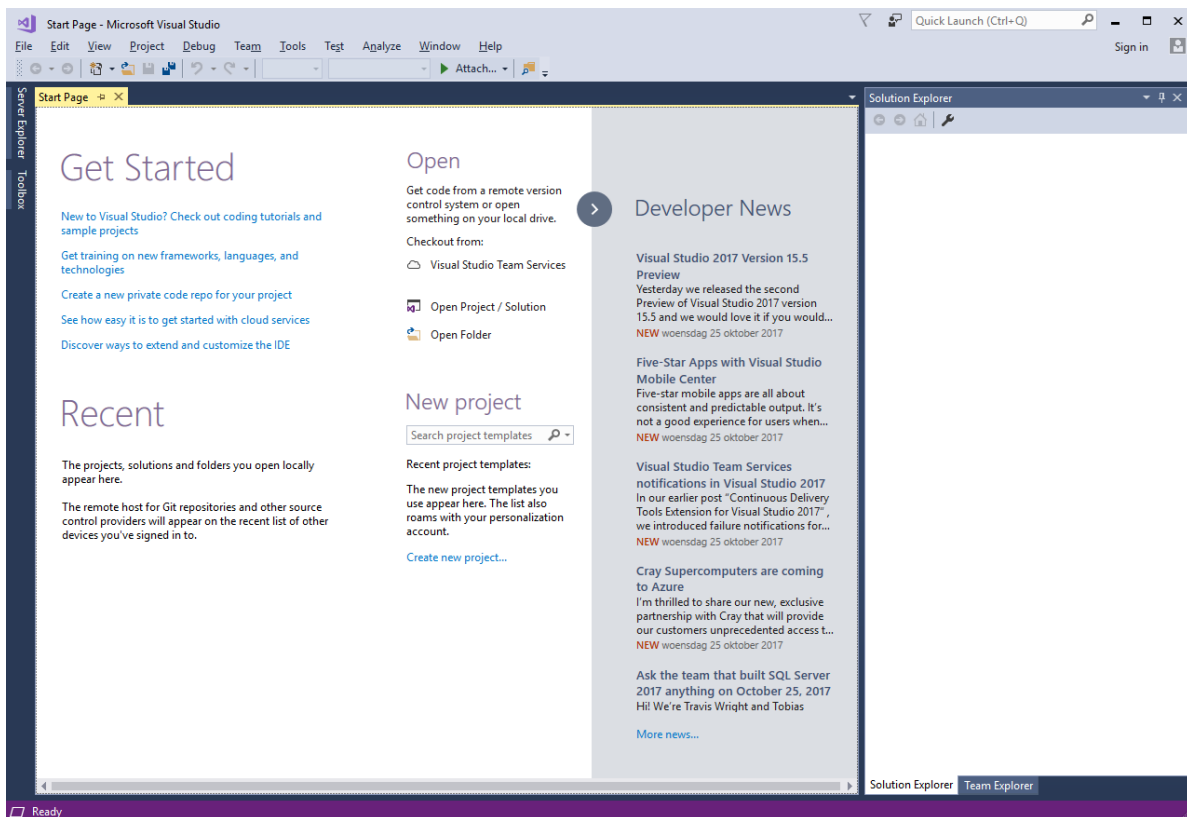 Start Page - Microsoft Visual Studio
Quick Launch (Ctrl+Q)
File Edit View Project Debug Team Tools Test Analyze Window Help
Sign in
Attach...
Server Explorer
Toolbox
Start Page
Get Started
New to Visual Studio? Check out coding tutorials and
sample projects
Get training on new frameworks, languages, and
technologies
Create a new private code repo for your project
See how easy it is to get started with cloud services
Discover ways to extend and customize the IDE
Recent
The projects, solutions and folders you open locally
appear here.
The remote host for Git repositories and other source
control providers will appear on the recent list of other
devices you've signed in to.
Open
Get code from a remote version
control system or open
something on your local drive.
Checkout from:
Visual Studio Team Services
Open Project / Solution
Open Folder
New project
Search project templates
Recent project templates:
The new project templates you
use appear here. The list also
roams with your personalization
account.
Create new project...
Developer News
Visual Studio 2017 Version 15.5
Preview
Yesterday we released the second
Preview of Visual Studio 2017 version
15.5 and we would love it if you would...
NEW woensdag 25 oktober 2017
Five-Star Apps with Visual Studio
Mobile Center
Five-star mobile apps are all about
consistent and predictable output. It's
not a good experience for users when...
NEW woensdag 25 oktober 2017
Visual Studio Team Services
notifications in Visual Studio 2017
In our earlier post "Continuous Delivery
Tools Extension for Visual Studio 2017" ,
we introduced failure notifications for...
NEW woensdag 25 oktober 2017
Cray Supercomputers are coming
to Azure
I'm thrilled to share our new, exclusive
partnership with Cray that will provide
our customers unprecedented access t...
NEW woensdag 25 oktober 2017
Ask the team that built SQL Server
2017 anything on October 25, 2017
Hi! We're Travis Wright and Tobias
More news...
Solution Explorer
Solution Explorer Team Explorer
Ready